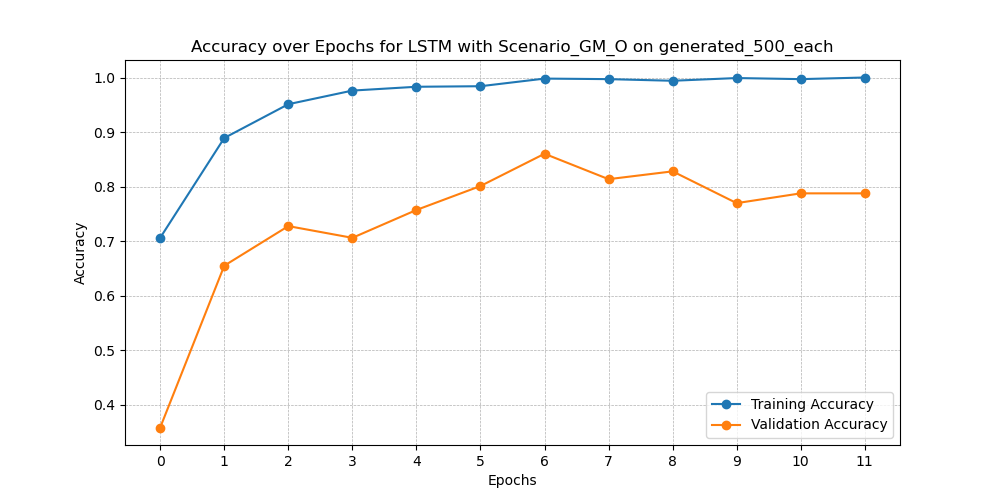 Accuracy over Epochs for LSTM with Scenario_GM_O on generated_500_each
1.0
0.9
0.8
0.7
0.6
0.5
0.4
Accuracy
Training Accuracy
Validation Accuracy
0 1 2 3 4 5 6 7 8 9 10 11
Epochs